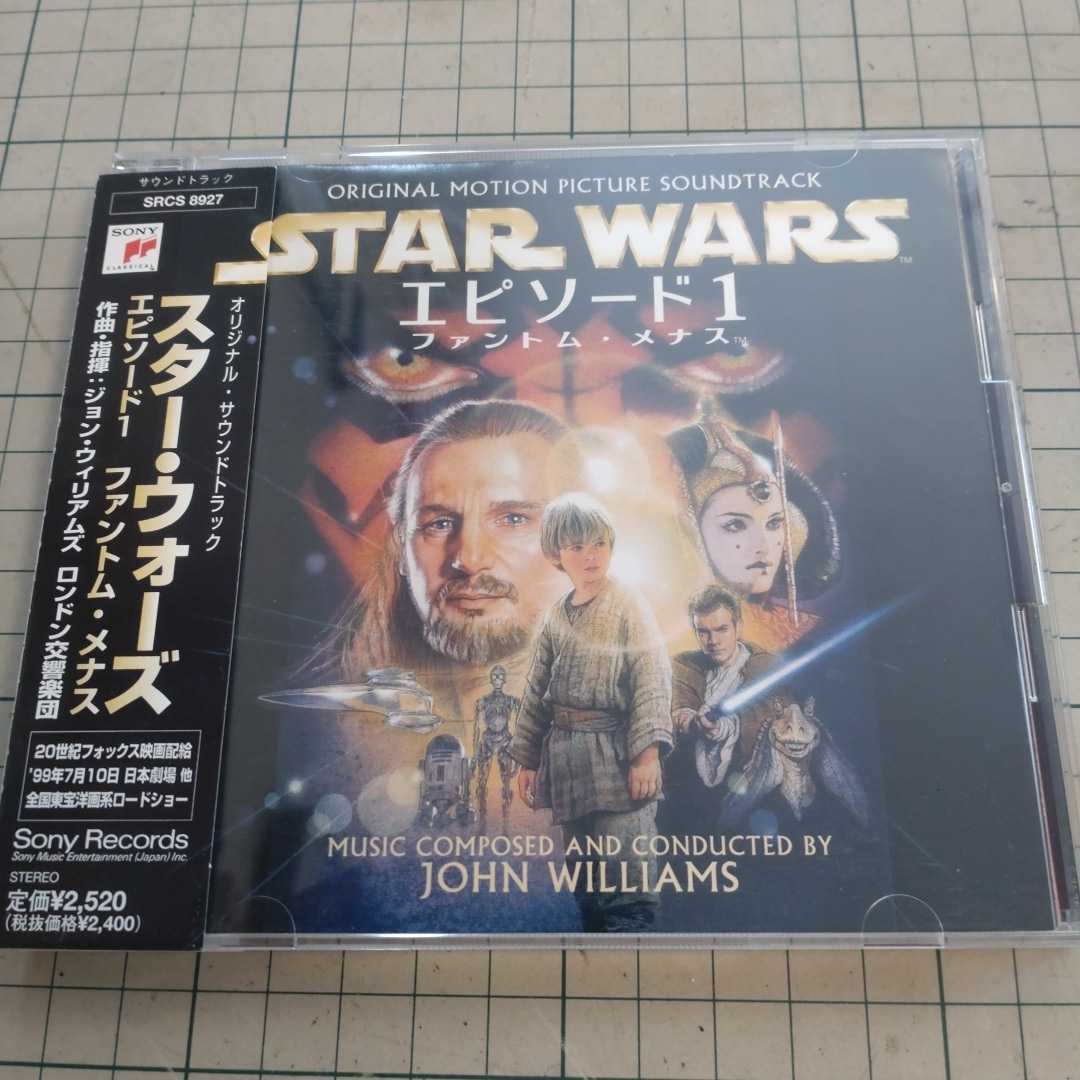 サウンドトラック
SRCS 8927
SONY
CLASSICAL
オリジナル・サウンドトラック
スター・ウォーズ
エピソード1 ファントム・メナス
作曲・指揮:ジョン・ウィリアムズ ロンドン交響楽団
20世紀フォックス映画配給
'99年7月10日 日本劇場 他
全国東宝洋画系ロードショー
Sony Records
Sony Music Entertainment (Japan) Inc.
STEREO
定価¥2,520
(税抜価格¥2,400)
ORIGINAL MOTION PICTURE SOUNDTRACK
STAR WARS™
エピソード1
ファントム・メナス™
MUSIC COMPOSED AND CONDUCTED BY
JOHN WILLIAMS